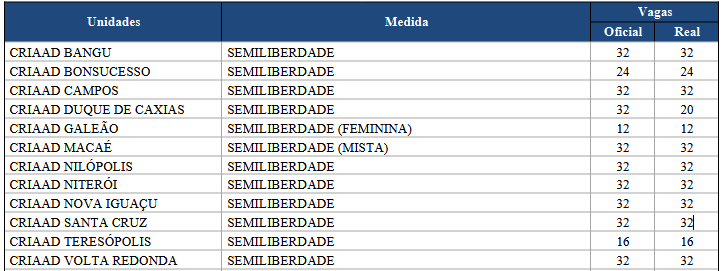 Unidades Medida Vagas
Oficial Real
CRIAAD BANGU SEMILIBERDADE 32 32
CRIAAD BONSUCESSO SEMILIBERDADE 24 24
CRIAAD CAMPOS SEMILIBERDADE 32 32
CRIAAD DUQUE DE CAXIAS SEMILIBERDADE 32 20
CRIAAD GALEÃO SEMILIBERDADE (FEMININA) 12 12
CRIAAD MACAÉ SEMILIBERDADE (MISTA) 32 32
CRIAAD NILÓPOLIS SEMILIBERDADE 32 32
CRIAAD NITERÓI SEMILIBERDADE 32 32
CRIAAD NOVA IGUAÇU SEMILIBERDADE 32 32
CRIAAD SANTA CRUZ SEMILIBERDADE 32 32
CRIAAD TERESÓPOLIS SEMILIBERDADE 16 16
CRIAAD VOLTA REDONDA SEMILIBERDADE 32 32